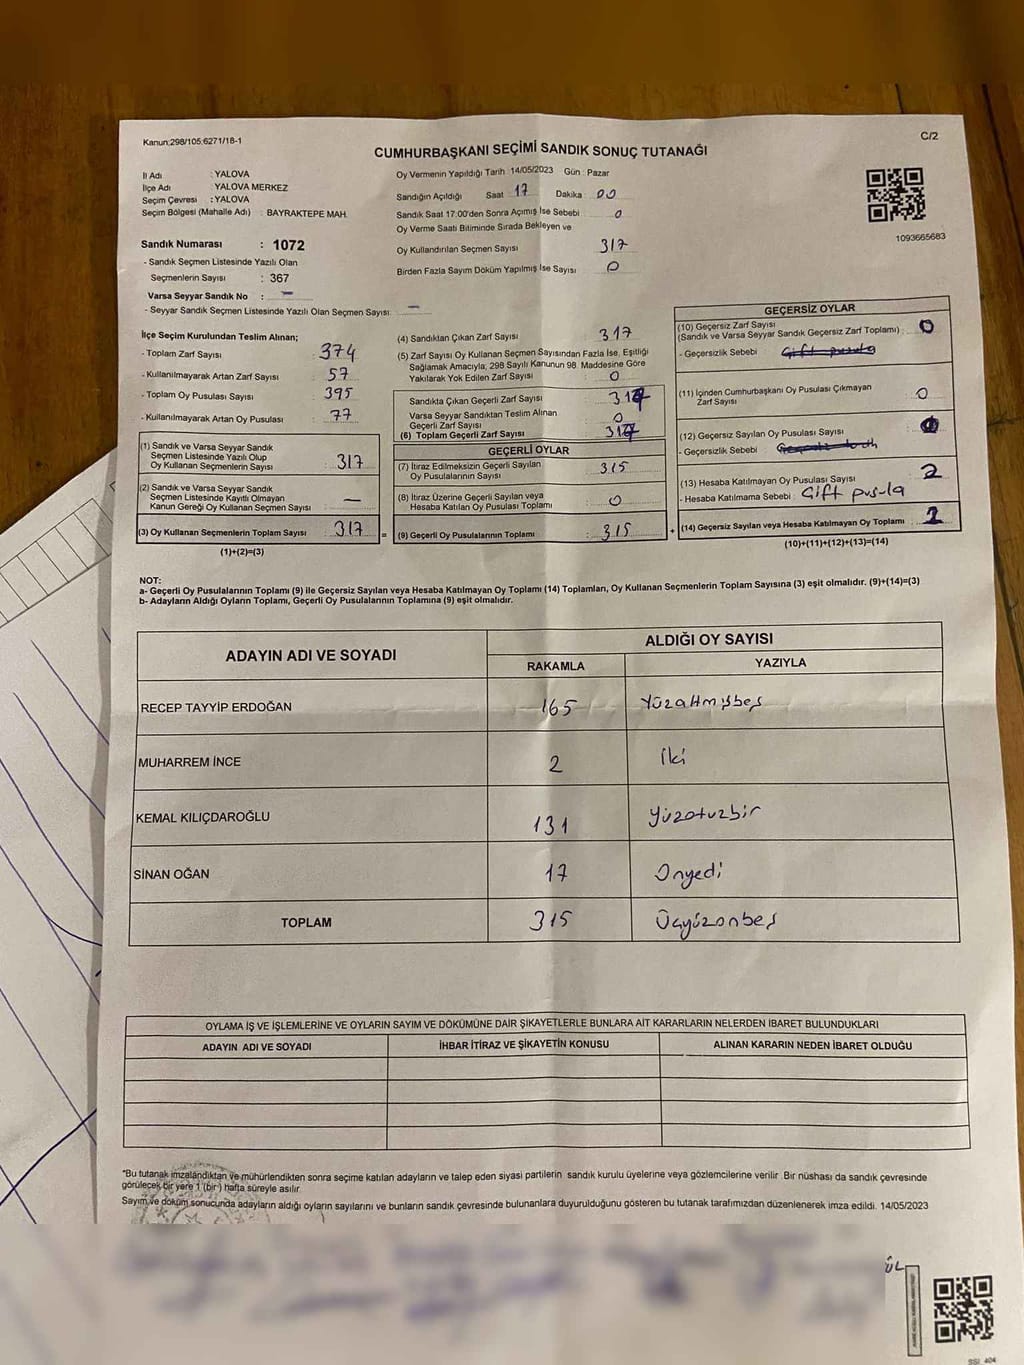 Kanun:298/105.6271/18-1
C/2
CUMHURBAŞKANI SEÇİMİ SANDIK SONUÇ TUTANAĞI
İl Adı : YALOVA
İlçe Adı YALOVA MERKEZ
Seçim Çevresi : YALOVA
Seçim Bölgesi (Mahalle Adı) : BAYRAKTEPE MAH.
Sandık Numarası : 1072
- Sandık Seçmen Listesinde Yazılı Olan
Seçmenlerin Sayısı : 367
Varsa Seyyar Sandık No : —
- Seyyar Sandık Seçmen Listesinde Yazılı Olan Seçmen Sayısı: —
Oy Vermenin Yapıldığı Tarih 14/05/2023 Gün : Pazar
Sandığın Açıldığı Saat 17 Dakika 00
Sandık Saat 17:00'den Sonra Açımış İse Sebebi 0
Oy Verme Saati Bitiminde Sırada Bekleyen ve
Oy Kullandırılan Seçmen Sayısı 317
Birden Fazla Sayım Döküm Yapılmış İse Sayısı 0
1093665683
İlçe Seçim Kurulundan Teslim Alınan;
- Toplam Zarf Sayısı : 374
- Kullanılmayarak Artan Zarf Sayısı : 57
- Toplam Oy Pusulası Sayısı : 395
- Kullanılmayarak Artan Oy Pusulası : 77
(1) Sandık ve Varsa Seyyar Sandık
Seçmen Listesinde Yazılı Olup
Oy Kullanan Seçmenlerin Sayısı : 317
(2) Sandık ve Varsa Seyyar Sandık
Seçmen Listesinde Kayıtlı Olmayan
Kanun Gereği Oy Kullanan Seçmen Sayısı : —
(3) Oy Kullanan Seçmenlerin Toplam Sayısı : 317
(1)+(2)=(3)
(4) Sandıktan Çıkan Zarf Sayısı : 317
(5) Zarf Sayısı Oy Kullanan Seçmen Sayısından Fazla İse, Eşitliği
Sağlamak Amacıyla; 298 Sayılı Kanunun 98. Maddesine Göre
Yakılarak Yok Edilen Zarf Sayısı : 0
Sandıkta Çıkan Geçerli Zarf Sayısı : 317
Varsa Seyyar Sandıktan Teslim Alınan
Geçerli Zarf Sayısı : 0
(6) Toplam Geçerli Zarf Sayısı : 317
GEÇERLİ OYLAR
(7) İtiraz Edilmeksizin Geçerli Sayılan
Oy Pusulalarının Sayısı : 315
(8) İtiraz Üzerine Geçerli Sayılan veya
Hesaba Katılan Oy Pusulası Toplamı : 0
= (9) Geçerli Oy Pusulalarının Toplamı : 315
GEÇERSİZ OYLAR
(10) Geçersiz Zarf Sayısı
(Sandık ve Varsa Seyyar Sandık Geçersiz Zarf Toplamı) : 0
- Geçersizlik Sebebi Çift pusula
(11) İçinden Cumhurbaşkanı Oy Pusulası Çıkmayan
Zarf Sayısı : 0
(12) Geçersiz Sayılan Oy Pusulası Sayısı :
- Geçersizlik Sebebi
(13) Hesaba Katılmayan Oy Pusulası Sayısı : 2
- Hesaba Katılmama Sebebi : Çift pusula
+ (14) Geçersiz Sayılan veya Hesaba Katılmayan Oy Toplamı : 2
(10)+(11)+(12)+(13)=(14)
NOT:
a- Geçerli Oy Pusulalarının Toplamı (9) ile Geçersiz Sayılan veya Hesaba Katılmayan Oy Toplamı (14) Toplamları, Oy Kullanan Seçmenlerin Toplam Sayısına (3) eşit olmalıdır. (9)+(14)=(3)
b- Adayların Aldığı Oyların Toplamı, Geçerli Oy Pusulalarının Toplamına (9) eşit olmalıdır.
ADAYIN ADI VE SOYADI
ALDIĞI OY SAYISI
RAKAMLA YAZIYLA
RECEP TAYYİP ERDOĞAN 165 Yüzaltmışbeş
MUHARREM İNCE 2 İki
KEMAL KILIÇDAROĞLU 131 Yüzotuzbir
SİNAN OĞAN 17 Onyedi
TOPLAM 315 Üçyüzonbeş
OYLAMA İŞ VE İŞLEMLERİNE VE OYLARIN SAYIM VE DÖKÜMÜNE DAİR ŞİKAYETLERLE BUNLARA AİT KARARLARIN NELERDEN İBARET BULUNDUKLARI
ADAYIN ADI VE SOYADI İHBAR İTİRAZ VE ŞİKAYETİN KONUSU ALINAN KARARIN NEDEN İBARET OLDUĞU
"Bu tutanak imzalandıktan ve mühürlendikten sonra seçime katılan adayların ve talep eden siyasi partilerin sandık kurulu üyelerine veya gözlemcilerine verilir. Bir nüshası da sandık çevresinde
görülecek bir yere 1 (bir) hafta süreyle asılır.
Sayım ve döküm sonucunda adayların aldığı oyların sayılarını ve bunların sandık çevresinde bulunanlara duyurulduğunu gösteren bu tutanak tarafımızdan düzenlenerek imza edildi. 14/05/2023
ÜL
SSI 404